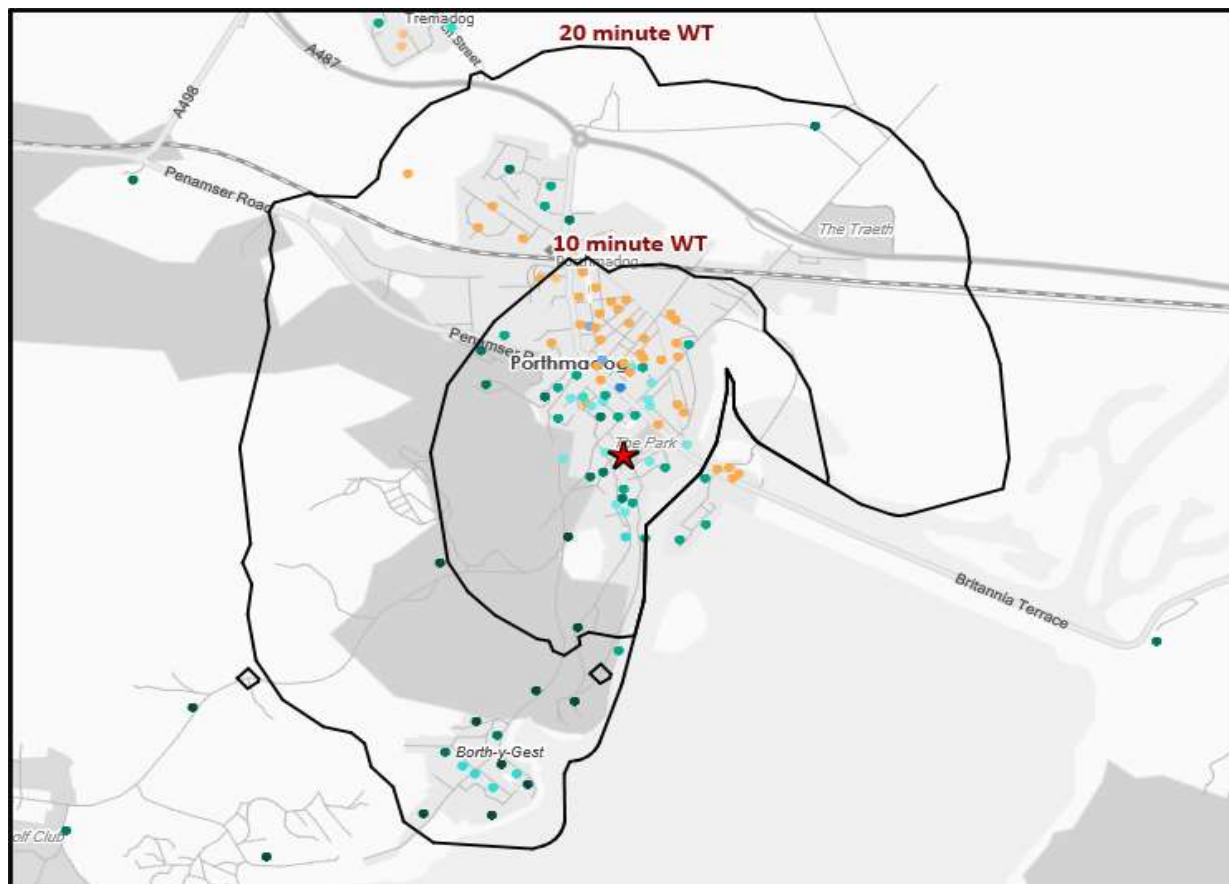 20 minute WT
Tremadog
Street
A487
A498
Penamser Road
The Traeth
10 minute WT
Porthmadog
Penamser
Porthmadog
The Park
Britannia Terrace
Borth-y-Gest
olf Club